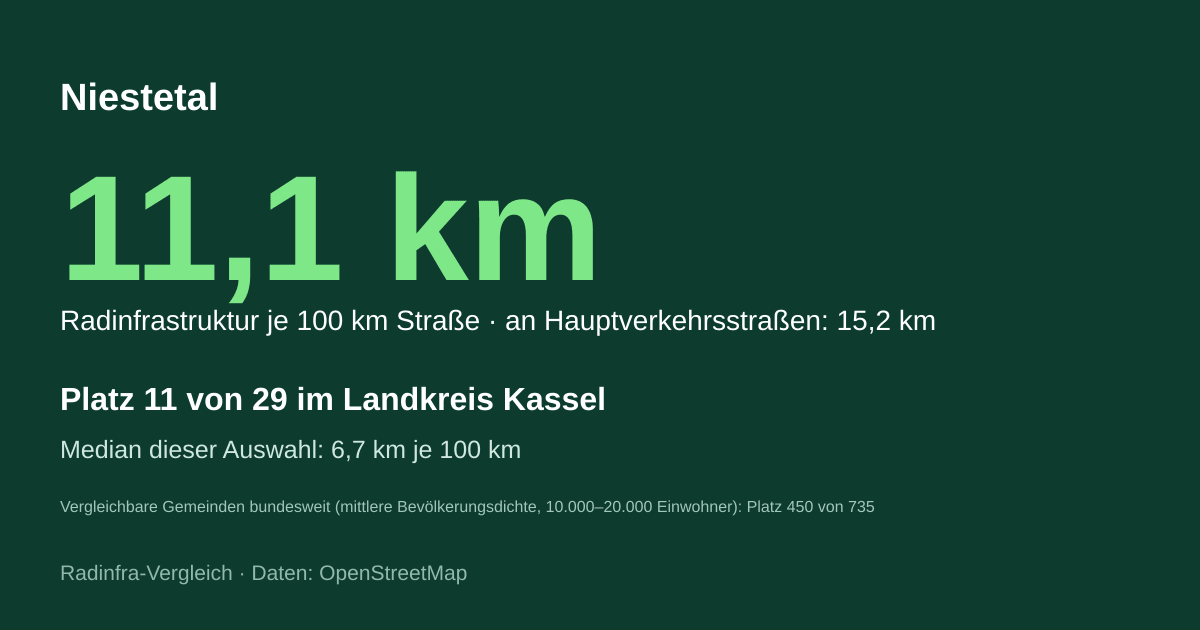 Niestetal
11,1 km
Radinfrastruktur je 100 km Straße · an Hauptverkehrsstraßen: 15,2 km
Platz 11 von 29 im Landkreis Kassel
Median dieser Auswahl: 6,7 km je 100 km
Vergleichbare Gemeinden bundesweit (mittlere Bevölkerungsdichte, 10.000–20.000 Einwohner): Platz 450 von 735
Radinfra-Vergleich · Daten: OpenStreetMap